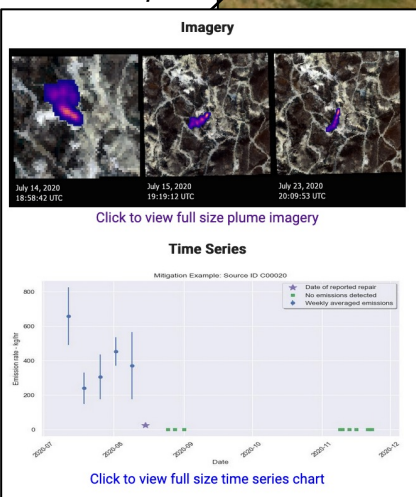 Imagery
July 14, 2020
18:58:42 UTC
July 15, 2020
19:19:12 UTC
July 23, 2020
20:09:53 UTC
Click to view full size plume imagery
Time Series
Mitigation Example: Source ID C00020
Date of reported repair
No emissions detected
Weekly averaged emissions
Emission rate - kg/hr
800
600
400
200
0
2020-07
2020-08
2020-09
2020-10
2020-11
2020-12
Date
Click to view full size time series chart